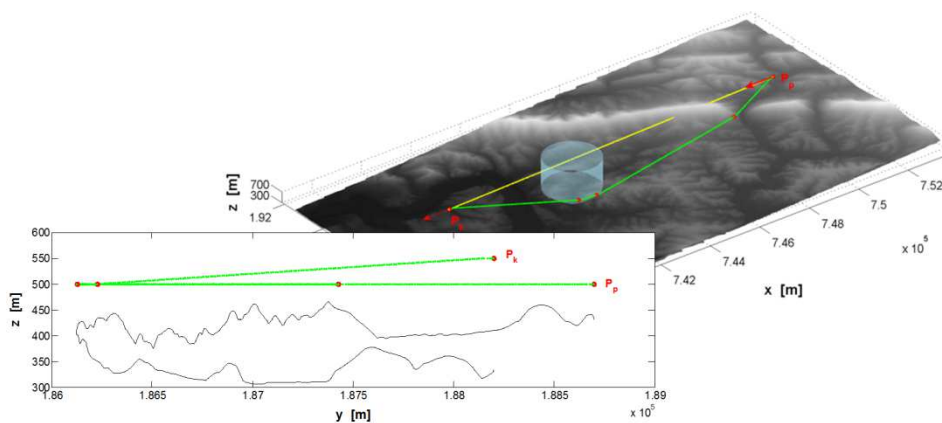 P_p
7.52
z [m]
700
300
7.5
1.92
P_k
7.48
7.46
x 10^5
7.44
7.42
x [m]
600
550
500
450
400
350
300
z [m]
P_k
P_p
1.86
1.865
1.87
1.875
1.88
1.885
1.89
y [m]
x 10^5